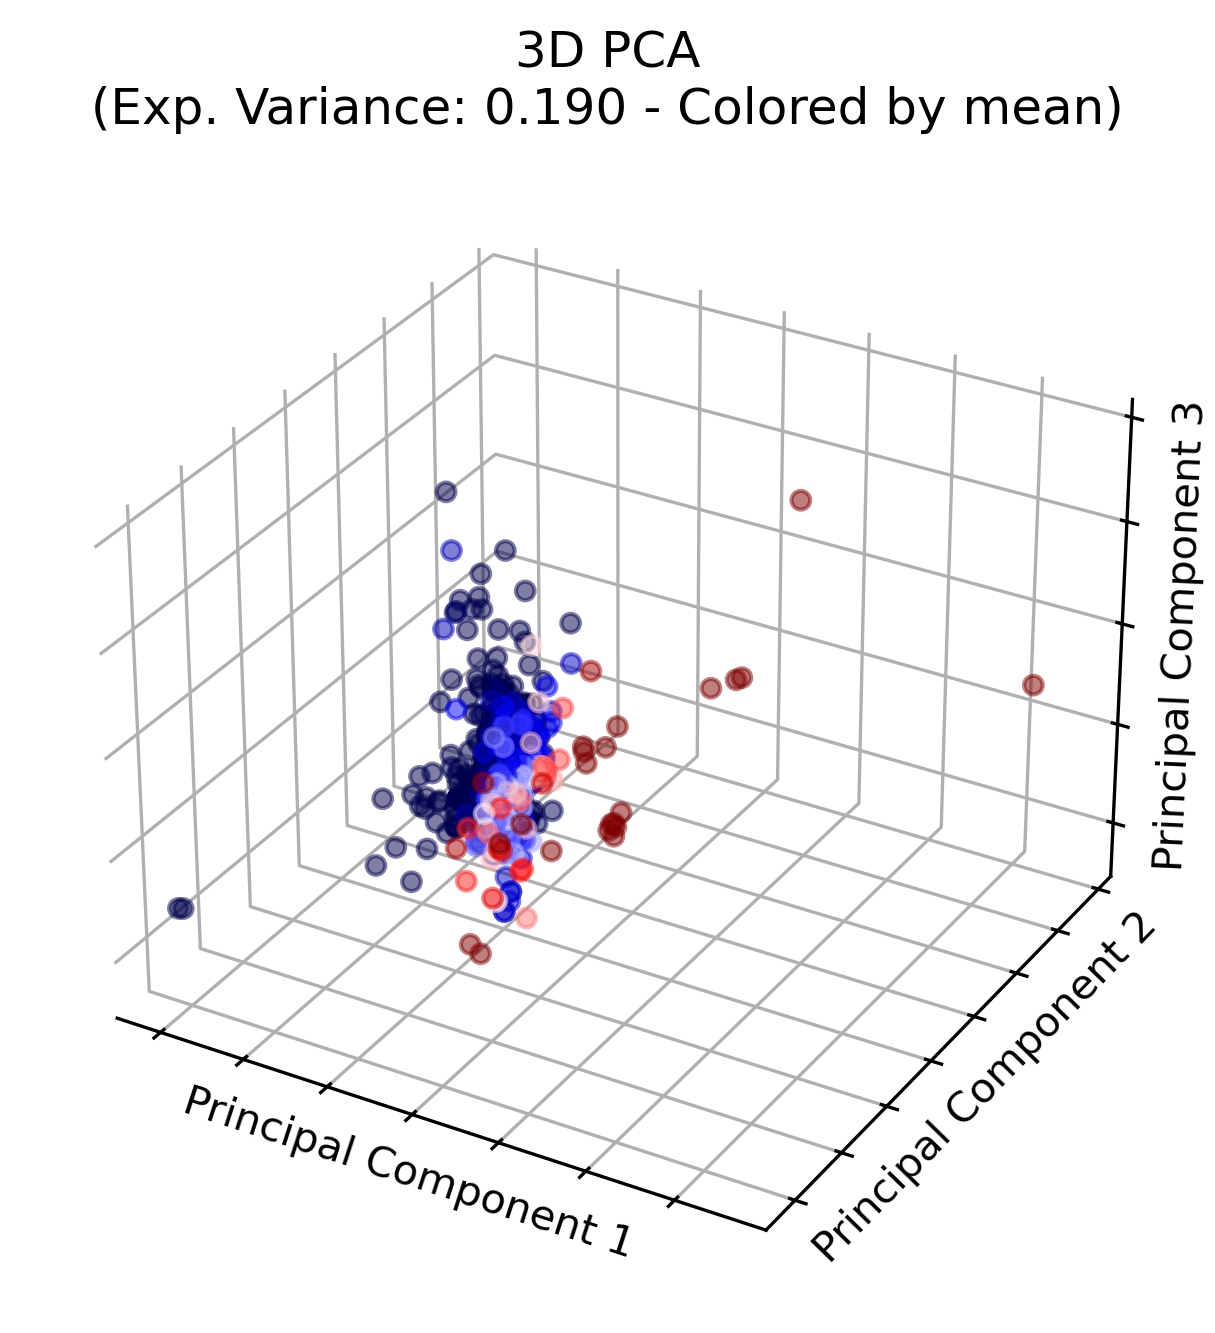 3D PCA
(Exp. Variance: 0.190 - Colored by mean)
Principal Component 3
Principal Component 2
Principal Component 1